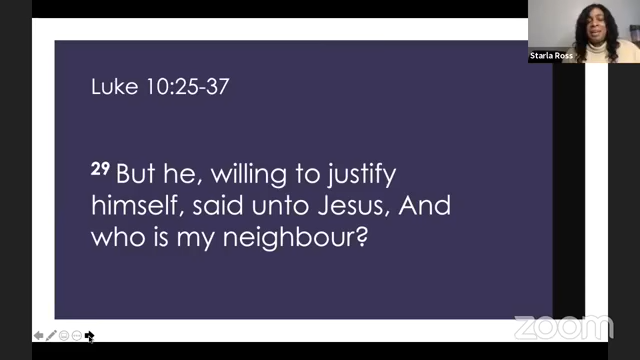 Starla Ross
Luke 10:25-37
29 But he, willing to justify
himself, said unto Jesus, And
who is my neighbour?
zoom